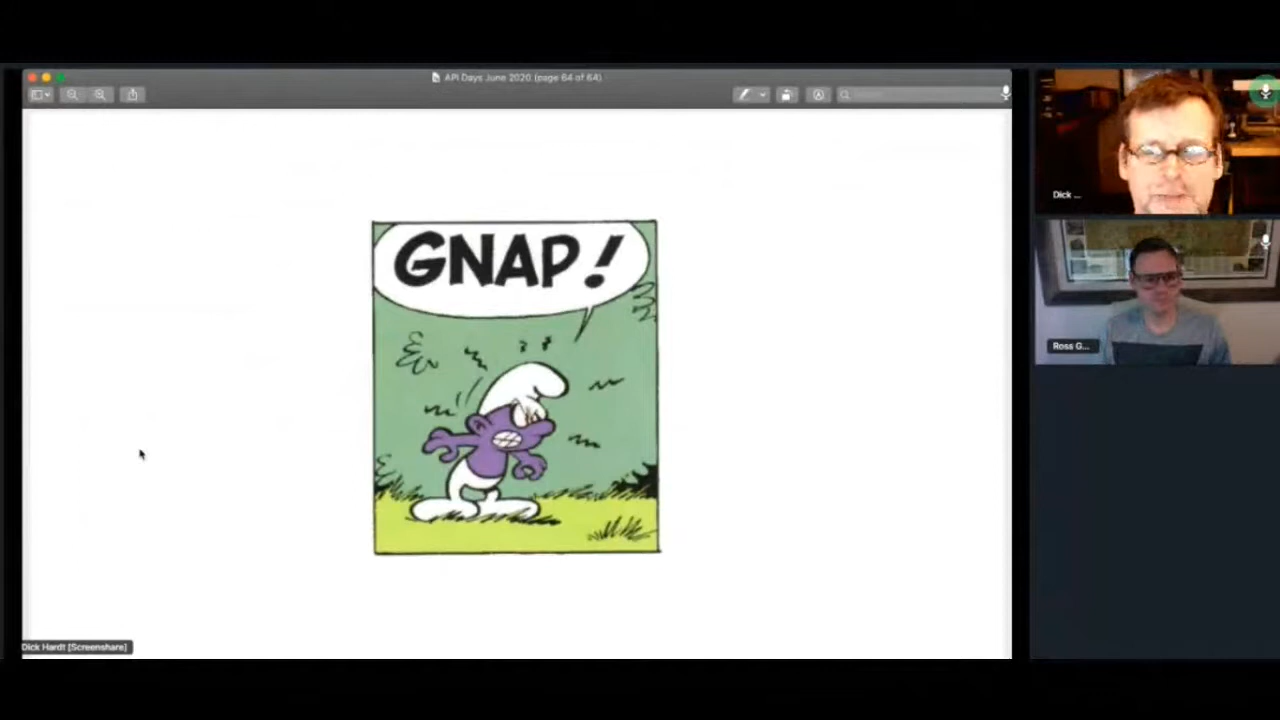 API Days June 2020 (page 64 of 64)
GNAP!
Dick ...
Ross G...
Dick Hardt [Screenshare]